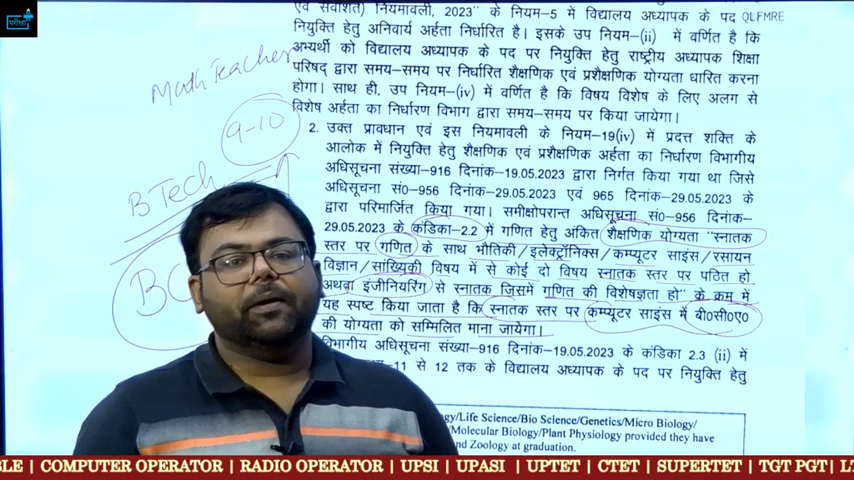 परीक्षा
एवं सेवाशर्त) नियमावली, 2023" के नियम-5 में विद्यालय अध्यापक के पद QLFMRE
नियुक्ति हेतु अनिवार्य अर्हता निर्धारित है। इसके उप नियम-(ii) में वर्णित है कि
अभ्यर्थी को विद्यालय अध्यापक के पद पर नियुक्ति हेतु राष्ट्रीय अध्यापक शिक्षा
परिषद् द्वारा समय-समय पर निर्धारित शैक्षणिक एवं प्रशैक्षणिक योग्यता धारित करना
होगा। साथ ही, उप नियम-(iv) में वर्णित है कि विषय विशेष के लिए अलग से
विशेष अर्हता का निर्धारण विभाग द्वारा समय-समय पर किया जायेगा।
Math Teacher
9-10
BTech
BC
2. उक्त प्रावधान एवं इस नियमावली के नियम-19(iv) में प्रदत्त शक्ति के
आलोक में नियुक्ति हेतु शैक्षणिक एवं प्रशैक्षणिक अर्हता का निर्धारण विभागीय
अधिसूचना संख्या-916 दिनांक-19.05.2023 द्वारा निर्गत किया गया था जिसे
अधिसूचना सं0-956 दिनांक-29.05.2023 एवं 965 दिनांक-29.05.2023 के
द्वारा परिमार्जित किया गया। समीक्षोपरान्त अधिसूचना सं0-956 दिनांक-
29.05.2023 के कंडिका-2.2 में गणित हेतु अंकित शैक्षणिक योग्यता "स्नातक
स्तर पर गणित के साथ भौतिकी/इलेक्ट्रॉनिक्स/कम्प्यूटर साइंस/रसायन
विज्ञान/सांख्यिकी विषय में से कोई दो विषय स्नातक स्तर पर पठित हो
अथवा इंजीनियरिंग से स्नातक जिसमें गणित की विशेषज्ञता हो" के क्रम में
यह स्पष्ट किया जाता है कि स्नातक स्तर पर कम्प्यूटर साइंस में बी0सी0ए0
की योग्यता को सम्मिलित माना जायेगा।
विभागीय अधिसूचना संख्या-916 दिनांक-19.05.2023 के कंडिका 2.3 (ii) में
-11 से 12 तक के विद्यालय अध्यापक के पद पर नियुक्ति हेतु
ogy/Life Science/Bio Science/Genetics/Micro Biology/
/Molecular Biology/Plant Physiology provided they have
nd Zoology at graduation.
BLE | COMPUTER OPERATOR | RADIO OPERATOR | UPSI | UPASI | UPTET | CTET | SUPERTET | TGT PGT | LT